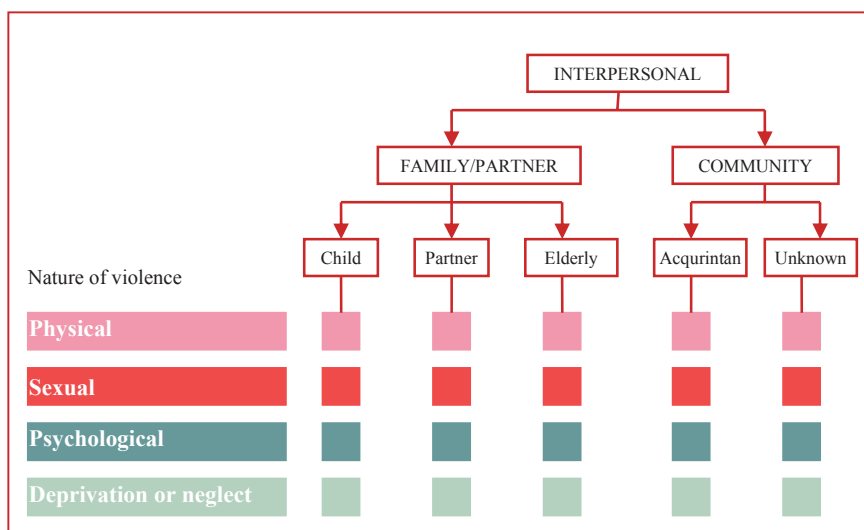 INTERPERSONAL
FAMILY/PARTNER
COMMUNITY
Child
Partner
Elderly
Acqurintan
Unknown
Nature of violence
Physical
Sexual
Psychological
Deprivation or neglect